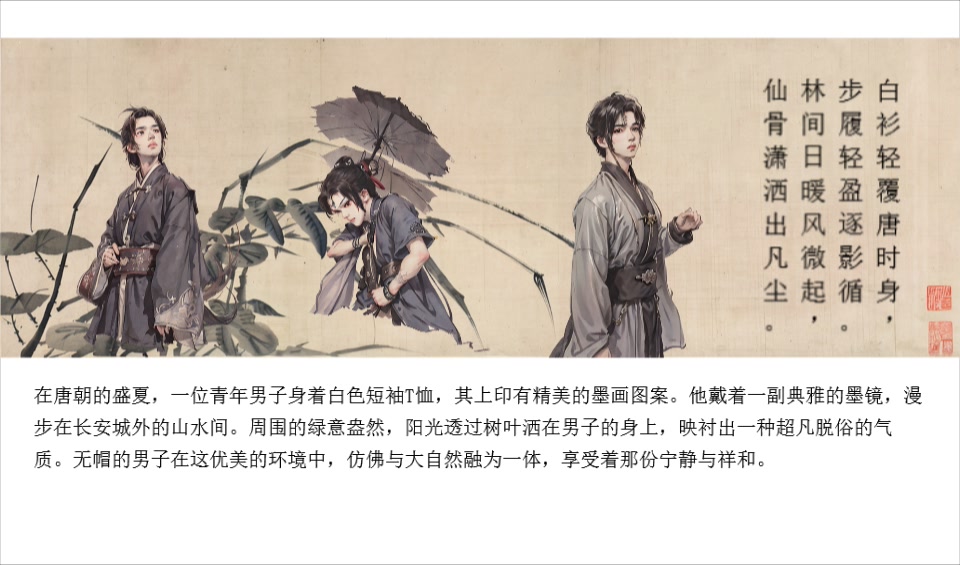 白衫轻覆唐时身，
步履轻盈逐影循。
林间日暖风微起，
仙骨潇洒出凡尘。
在唐朝的盛夏，一位青年男子身着白色短袖T恤，其上印有精美的墨画图案。他戴着一副典雅的墨镜，漫
步在长安城外的山水间。周围的绿意盎然，阳光透过树叶洒在男子的身上，映衬出一种超凡脱俗的气
质。无帽的男子在这优美的环境中，仿佛与大自然融为一体，享受着那份宁静与祥和。